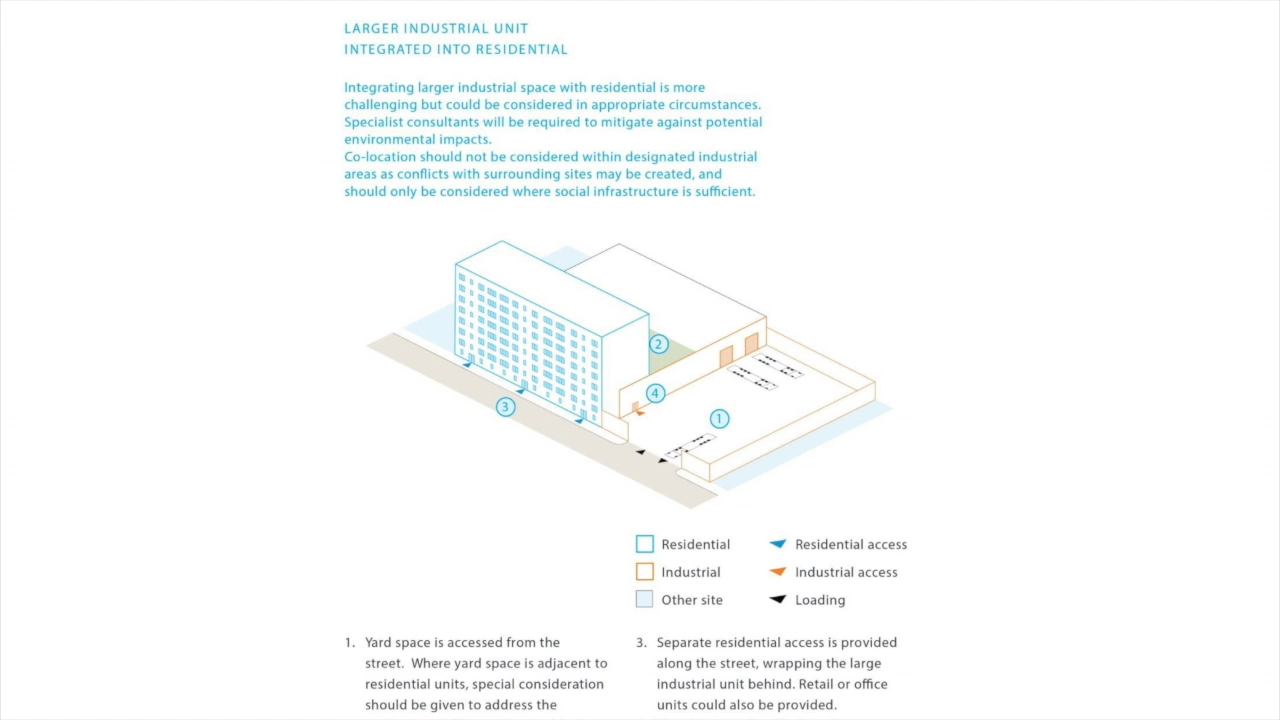 LARGER INDUSTRIAL UNIT
INTEGRATED INTO RESIDENTIAL
Integrating larger industrial space with residential is more
challenging but could be considered in appropriate circumstances.
Specialist consultants will be required to mitigate against potential
environmental impacts.
Co-location should not be considered within designated industrial
areas as conflicts with surrounding sites may be created, and
should only be considered where social infrastructure is sufficient.
2
4
3
1
Residential
Industrial
Other site
Residential access
Industrial access
Loading
1. Yard space is accessed from the
street. Where yard space is adjacent to
residential units, special consideration
should be given to address the
3. Separate residential access is provided
along the street, wrapping the large
industrial unit behind. Retail or office
units could also be provided.